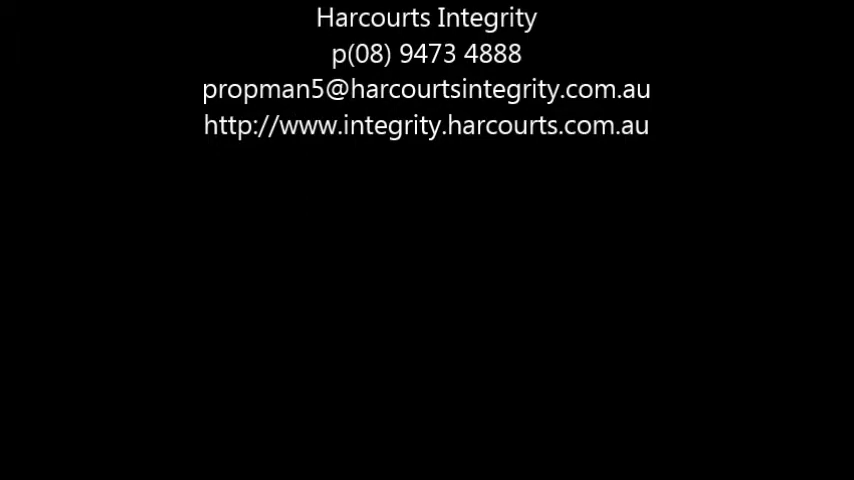 Harcourts Integrity
p(08) 9473 4888
propman5@harcourtsintegrity.com.au
http://www.integrity.harcourts.com.au